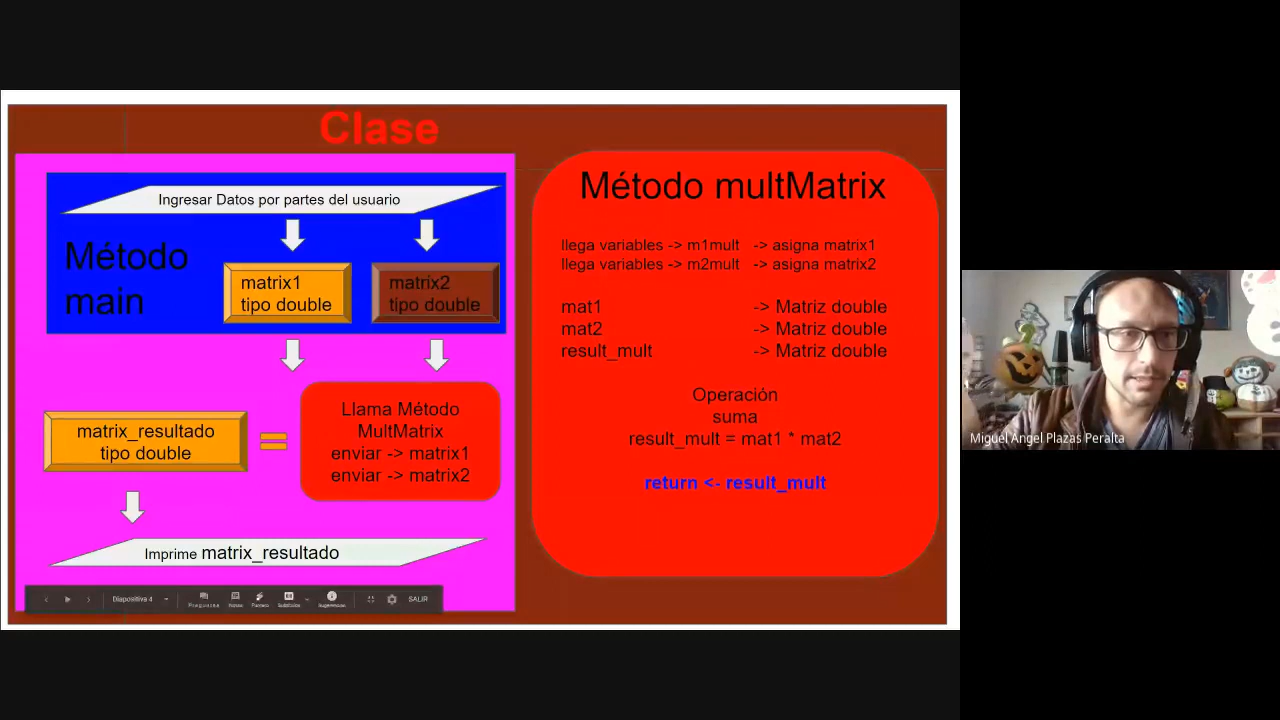 Clase
Ingresar Datos por partes del usuario
Método
main
matrix1
tipo double
matrix2
tipo double
matrix_resultado
tipo double
Llama Método
MultMatrix
enviar -> matrix1
enviar -> matrix2
Imprime matrix_resultado
Método multMatrix
llega variables -> m1mult -> asigna matrix1
llega variables -> m2mult -> asigna matrix2
mat1 -> Matriz double
mat2 -> Matriz double
result_mult -> Matriz double
Operación
suma
result_mult = mat1 * mat2
return <- result_mult
Diapositiva 4
SALIR
Miguel Angel Plazas Peralta